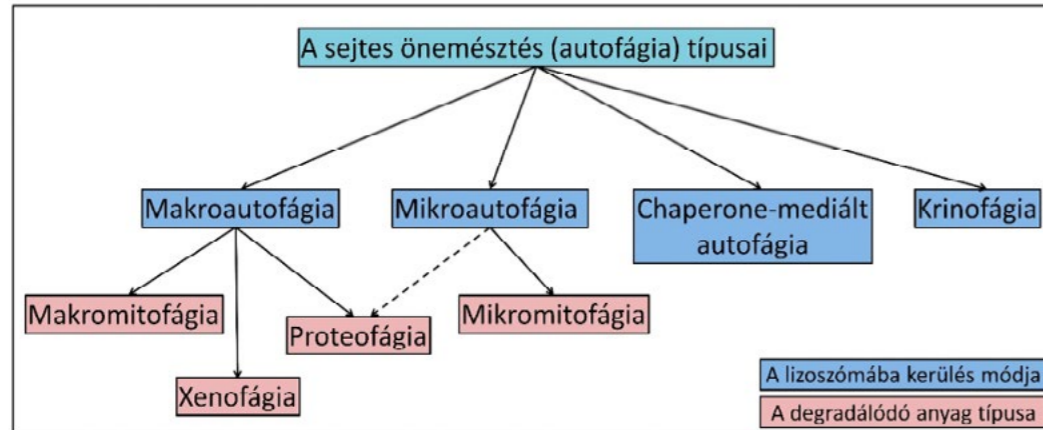 A sejtes önemésztés (autofágia) típusai
Makroautofágia
Mikroautofágia
Chaperone-mediált
autofágia
Krinofágia
Makromitofágia
Proteofágia
Mikromitofágia
Xenofágia
A lizoszómába kerülés módja
A degradálódó anyag típusa